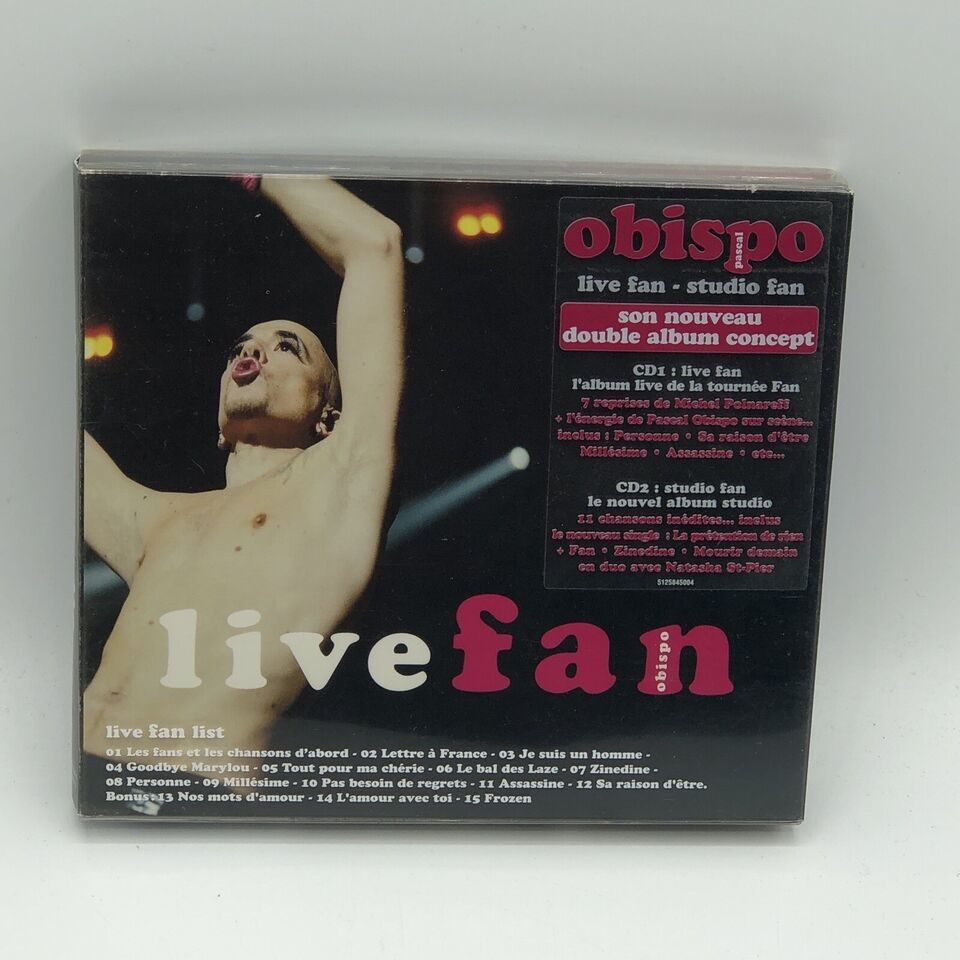 obispo
pascal
live fan - studio fan
son nouveau
double album concept
CD1 : live fan
l'album live de la tournée Fan
7 reprises de Michel Polnareff
+ l'énergie de Pascal Obispo sur scène...
inclus : Personne • Sa raison d'être
Millésime • Assassine • etc...
CD2 : studio fan
le nouvel album studio
11 chansons inédites... inclus
le nouveau single : La prétention de rien
+ Fan • Zinedine • Mourir demain
en duo avec Natasha St-Pier
5125845004
live fan
obispo
live fan list
01 Les fans et les chansons d'abord - 02 Lettre à France - 03 Je suis un homme -
04 Goodbye Marylou - 05 Tout pour ma chérie - 06 Le bal des Laze - 07 Zinedine -
08 Personne - 09 Millésime - 10 Pas besoin de regrets - 11 Assassine - 12 Sa raison d'être.
Bonus : 13 Nos mots d'amour - 14 L'amour avec toi - 15 Frozen